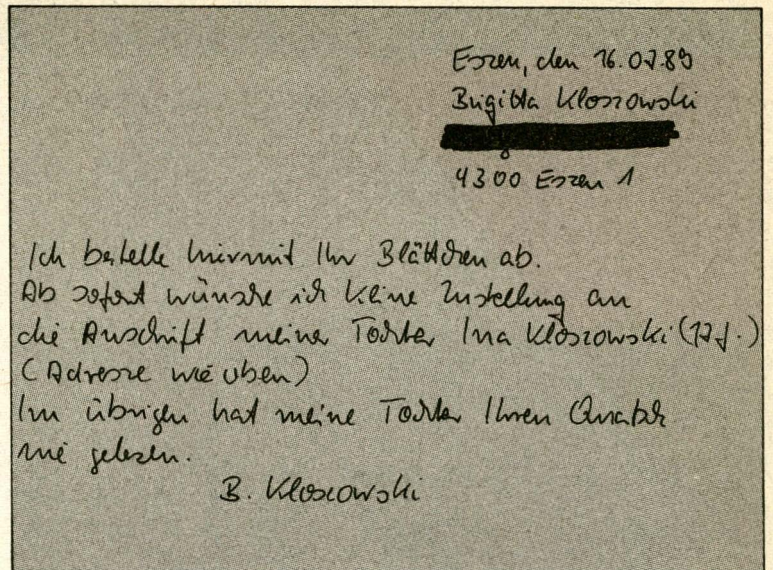 Essen, den 16.07.89
Brigitta Kloszowski
4300 Essen 1
Ich bestelle hiermit Ihr Blättchen ab.
Ab sofort wünsche ich keine Zustellung an
die Anschrift meiner Tochter Ina Kloszowski (17J.)
(Adresse wie oben)
Im übrigen hat meine Tochter Ihren Quatsch
nie gelesen.
B. Kloszowski